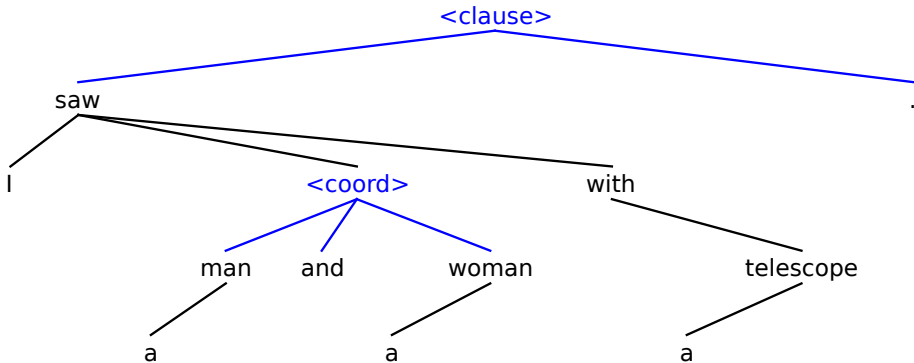 <clause>
saw .
I <coord> with
man and woman telescope
a a a